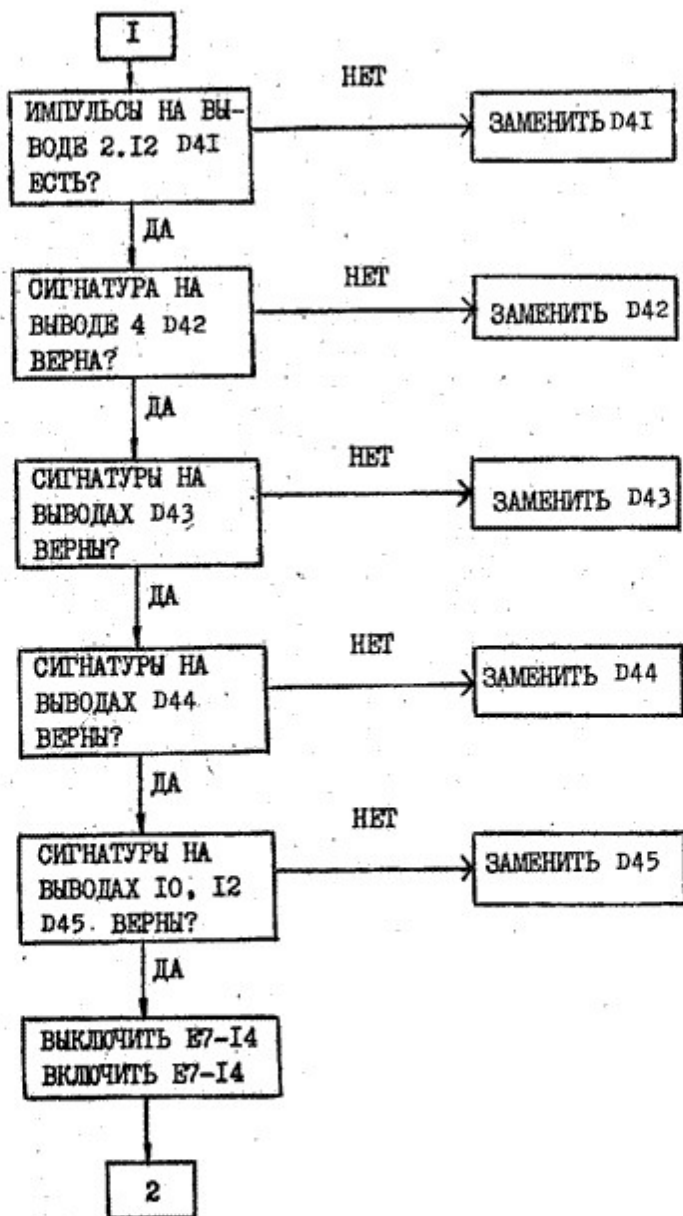 I
ИМПУЛЬСЫ НА ВЫ-
ВОДЕ 2.I2 D4I
ЕСТЬ?
НЕТ
ЗАМЕНИТЬ D4I
ДА
СИГНАТУРА НА
ВЫВОДЕ 4 D42
ВЕРНА?
НЕТ
ЗАМЕНИТЬ D42
ДА
СИГНАТУРЫ НА
ВЫВОДАХ D43
ВЕРНЫ?
НЕТ
ЗАМЕНИТЬ D43
ДА
СИГНАТУРЫ НА
ВЫВОДАХ D44
ВЕРНЫ?
НЕТ
ЗАМЕНИТЬ D44
ДА
СИГНАТУРЫ НА
ВЫВОДАХ I0, I2
D45. ВЕРНЫ?
НЕТ
ЗАМЕНИТЬ D45
ДА
ВЫКЛЮЧИТЬ Е7-I4
ВКЛЮЧИТЬ Е7-I4
2